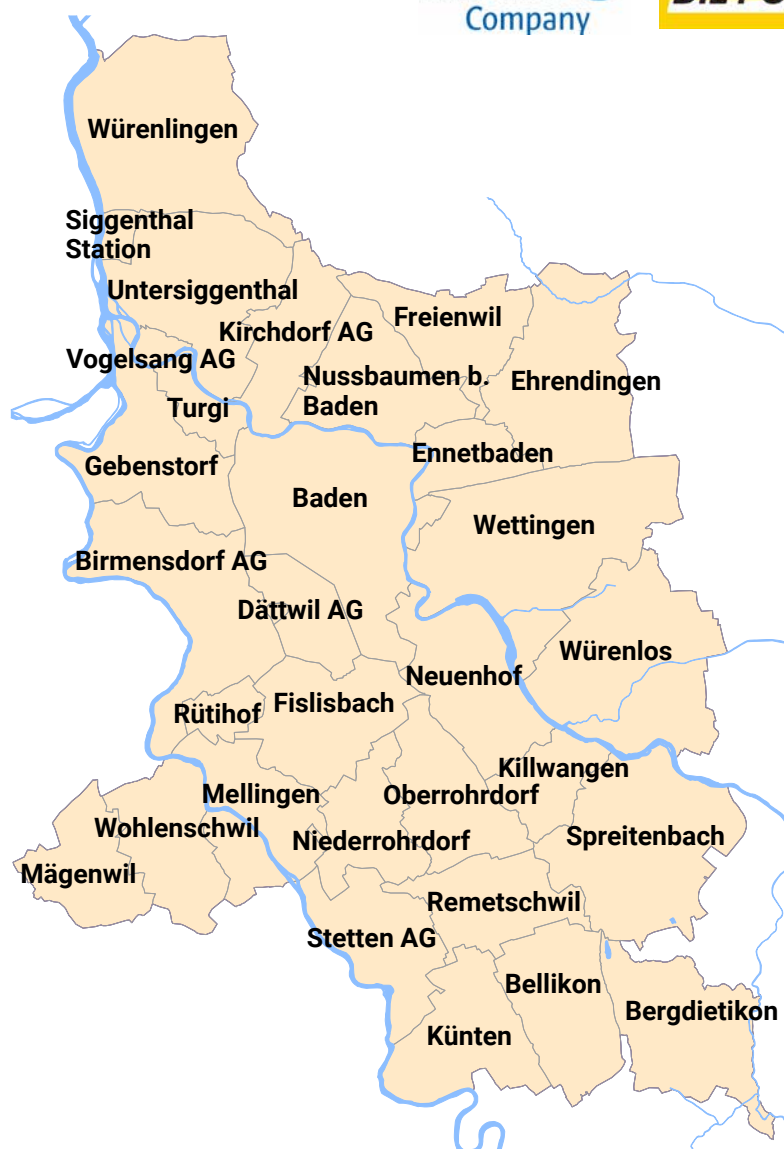 Company
Würenlingen
Siggenthal
Station
Untersiggenthal
Kirchdorf AG
Freienwil
Vogelsang AG
Nussbaumen b.
Baden
Ehrendingen
Turgi
Ennetbaden
Gebenstorf
Baden
Wettingen
Birmensdorf AG
Dättwil AG
Würenlos
Neuenhof
Rütihof
Fislisbach
Killwangen
Mellingen
Oberrohrdorf
Wohlenschwil
Niederrohrdorf
Spreitenbach
Mägenwil
Remetschwil
Stetten AG
Bellikon
Bergdietikon
Künten